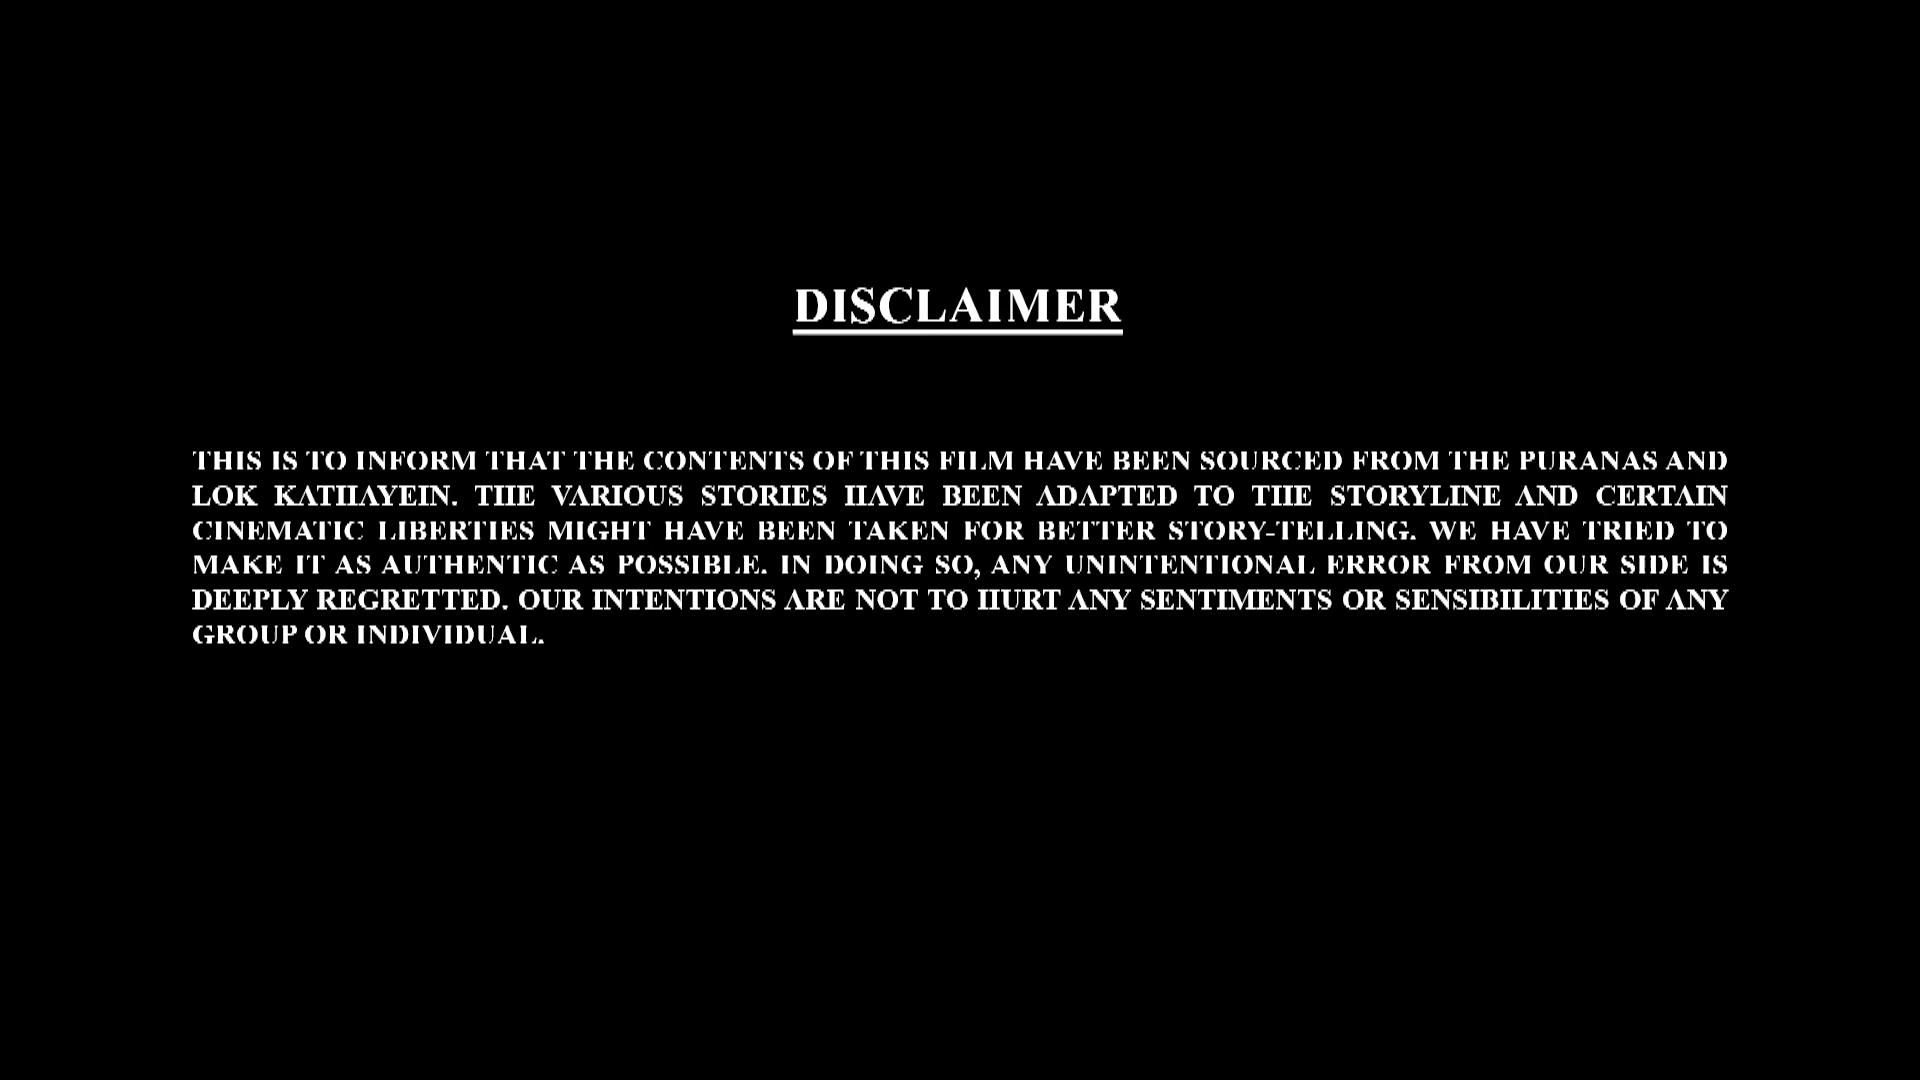 DISCLAIMER
THIS IS TO INFORM THAT THE CONTENTS OF THIS FILM HAVE BEEN SOURCED FROM THE PURANAS AND
LOK KATHAYEIN. THE VARIOUS STORIES HAVE BEEN ADAPTED TO THE STORYLINE AND CERTAIN
CINEMATIC LIBERTIES MIGHT HAVE BEEN TAKEN FOR BETTER STORY-TELLING. WE HAVE TRIED TO
MAKE IT AS AUTHENTIC AS POSSIBLE. IN DOING SO, ANY UNINTENTIONAL ERROR FROM OUR SIDE IS
DEEPLY REGRETTED. OUR INTENTIONS ARE NOT TO HURT ANY SENTIMENTS OR SENSIBILITIES OF ANY
GROUP OR INDIVIDUAL.